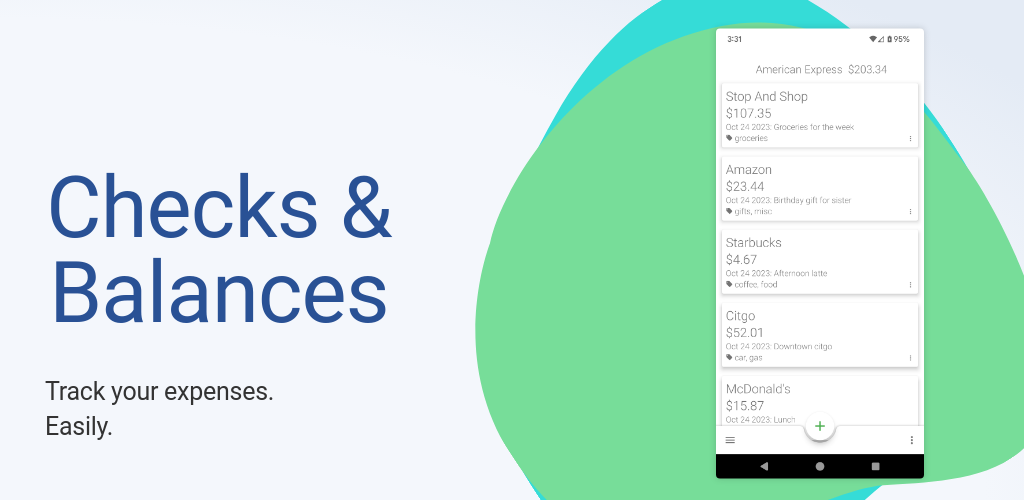 Checks &
Balances
Track your expenses.
Easily.
3:31
95%
American Express $203.34
Stop And Shop
$107.35
Oct 24 2023: Groceries for the week
groceries
Amazon
$23.44
Oct 24 2023: Birthday gift for sister
gifts, misc
Starbucks
$4.67
Oct 24 2023: Afternoon latte
coffee, food
Citgo
$52.01
Oct 24 2023: Downtown citgo
car, gas
McDonald's
$15.87
Oct 24 2023: Lunch